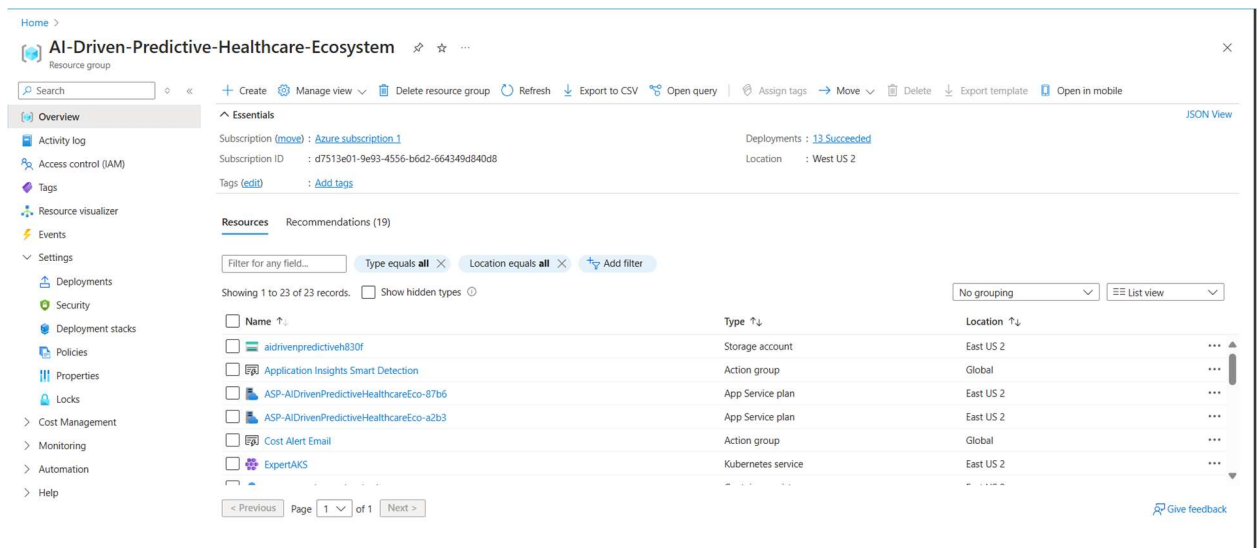 Home >
AI-Driven-Predictive-Healthcare-Ecosystem
Resource group
Search
Create Manage view Delete resource group Refresh Export to CSV Open query Assign tags Move Delete Export template Open in mobile
Overview
Activity log
Access control (IAM)
Tags
Resource visualizer
Events
Settings
Deployments
Security
Deployment stacks
Policies
Properties
Locks
Cost Management
Monitoring
Automation
Help
Essentials
JSON View
Subscription (move) : Azure subscription 1
Deployments : 13 Succeeded
Subscription ID : d7513e01-9e93-4556-b6d2-664349d840d8
Location : West US 2
Tags (edit) : Add tags
Resources Recommendations (19)
Filter for any field... Type equals all Location equals all Add filter
Showing 1 to 23 of 23 records. Show hidden types
No grouping List view
Name Type Location
aidrivenpredictiveh830f Storage account East US 2
Application Insights Smart Detection Action group Global
ASP-AIDrivenPredictiveHealthcareEco-87b6 App Service plan East US 2
ASP-AIDrivenPredictiveHealthcareEco-a2b3 App Service plan East US 2
Cost Alert Email Action group Global
ExpertAKS Kubernetes service East US 2
< Previous Page 1 of 1 Next >
Give feedback